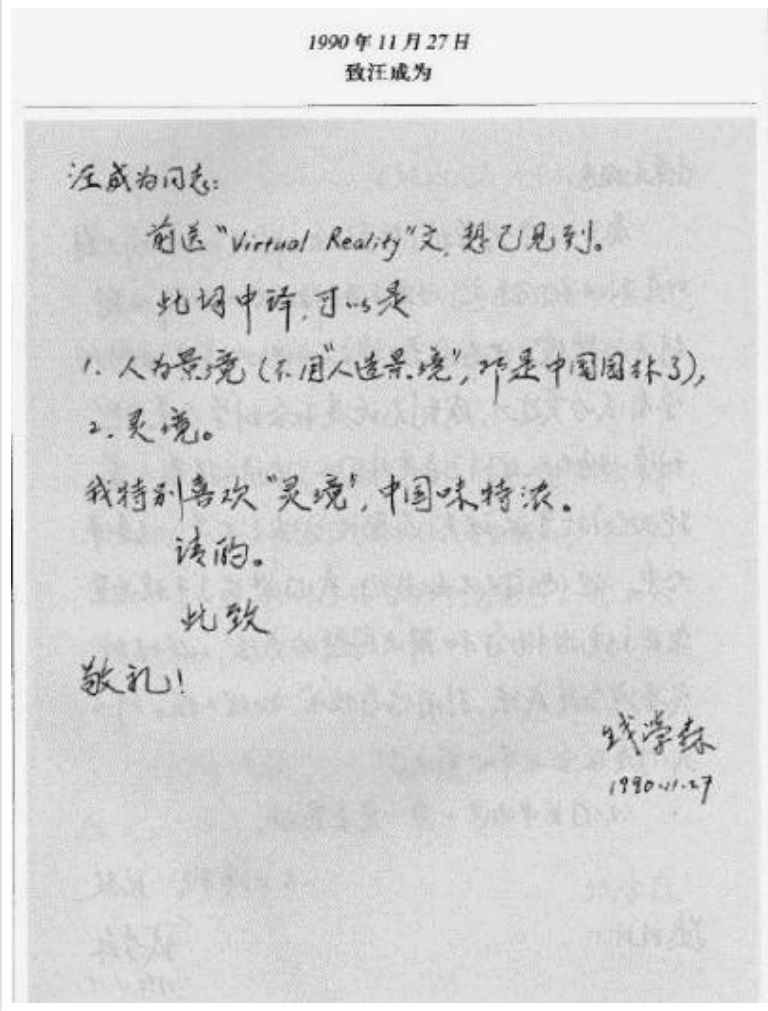 1990年11月27日
致汪成为
汪成为同志:
前送“Virtual Reality”文,想已见到。
此词中译,可以是
1.人为景境(不用“人造景境”,那是中国园林了),
2.灵境。
我特别喜欢“灵境”,中国味特浓。
请酌。
此致
敬礼!
钱学森
1990.11.27